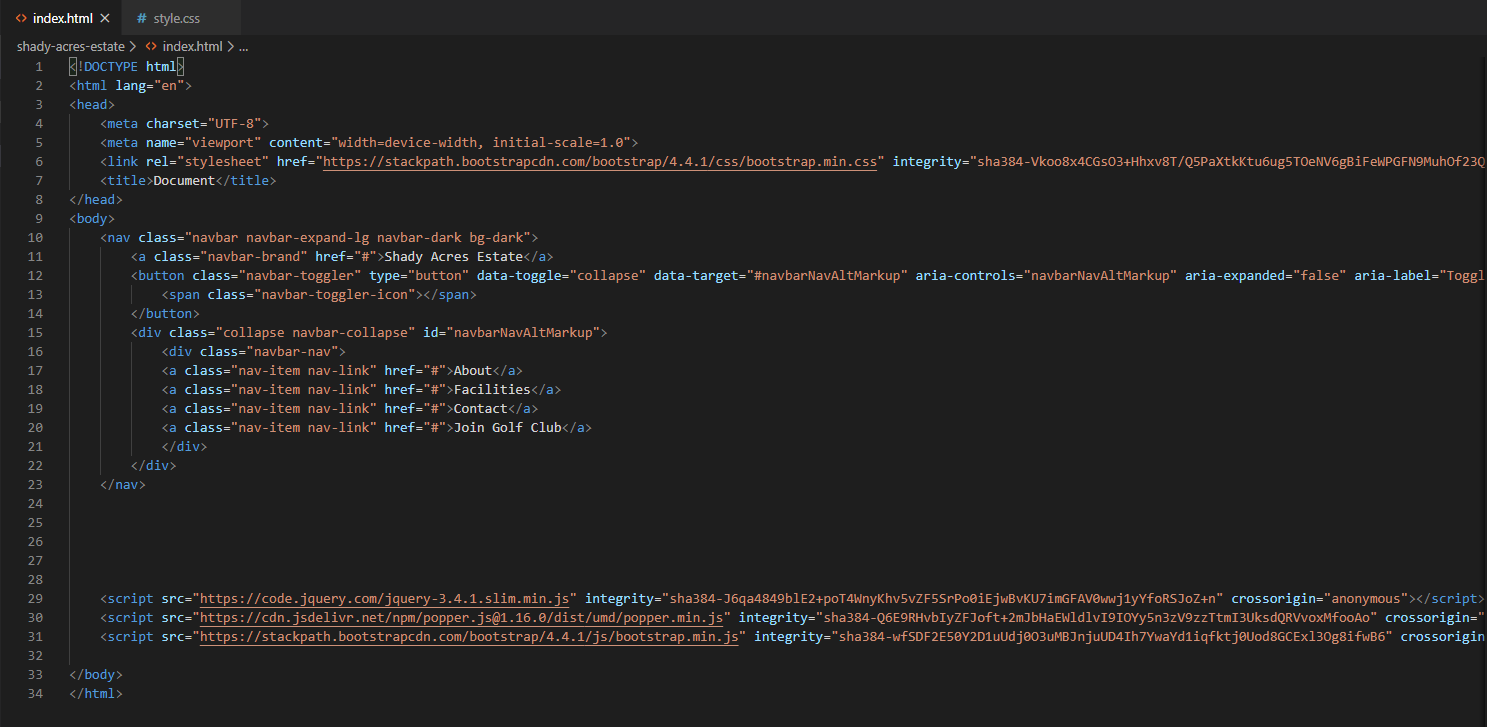 index.html
style.css
shady-acres-estate > index.html > ...
1 <!DOCTYPE html>
2 <html lang="en">
3 <head>
4 <meta charset="UTF-8">
5 <meta name="viewport" content="width=device-width, initial-scale=1.0">
6 <link rel="stylesheet" href="https://stackpath.bootstrapcdn.com/bootstrap/4.4.1/css/bootstrap.min.css" integrity="sha384-Vkoo8x4CGsO3+Hhxv8T/Q5PaXtkKtu6ug5TOeNV6gBiFeWPGFN9MuhOf23Q
7 <title>Document</title>
8 </head>
9 <body>
10 <nav class="navbar navbar-expand-lg navbar-dark bg-dark">
11 <a class="navbar-brand" href="#">Shady Acres Estate</a>
12 <button class="navbar-toggler" type="button" data-toggle="collapse" data-target="#navbarNavAltMarkup" aria-controls="navbarNavAltMarkup" aria-expanded="false" aria-label="Toggl
13 <span class="navbar-toggler-icon"></span>
14 </button>
15 <div class="collapse navbar-collapse" id="navbarNavAltMarkup">
16 <div class="navbar-nav">
17 <a class="nav-item nav-link" href="#">About</a>
18 <a class="nav-item nav-link" href="#">Facilities</a>
19 <a class="nav-item nav-link" href="#">Contact</a>
20 <a class="nav-item nav-link" href="#">Join Golf Club</a>
21 </div>
22 </div>
23 </nav>
24
25
26
27
28
29 <script src="https://code.jquery.com/jquery-3.4.1.slim.min.js" integrity="sha384-J6qa4849blE2+poT4WnyKhv5vZF5SrPo0iEjwBvKU7imGFAV0wwj1yYfoRSJoZ+n" crossorigin="anonymous"></script>
30 <script src="https://cdn.jsdelivr.net/npm/popper.js@1.16.0/dist/umd/popper.min.js" integrity="sha384-Q6E9RHvbIyZFJoft+2mJbHaEWldlvI9IOYy5n3zV9zzTtmI3UksdQRVvoxMfooAo" crossorigin="
31 <script src="https://stackpath.bootstrapcdn.com/bootstrap/4.4.1/js/bootstrap.min.js" integrity="sha384-wfSDF2E50Y2D1uUdj0O3uMBJnjuUD4Ih7YwaYd1iqfktj0Uod8GCExl3Og8ifwB6" crossorigin
32
33 </body>
34 </html>